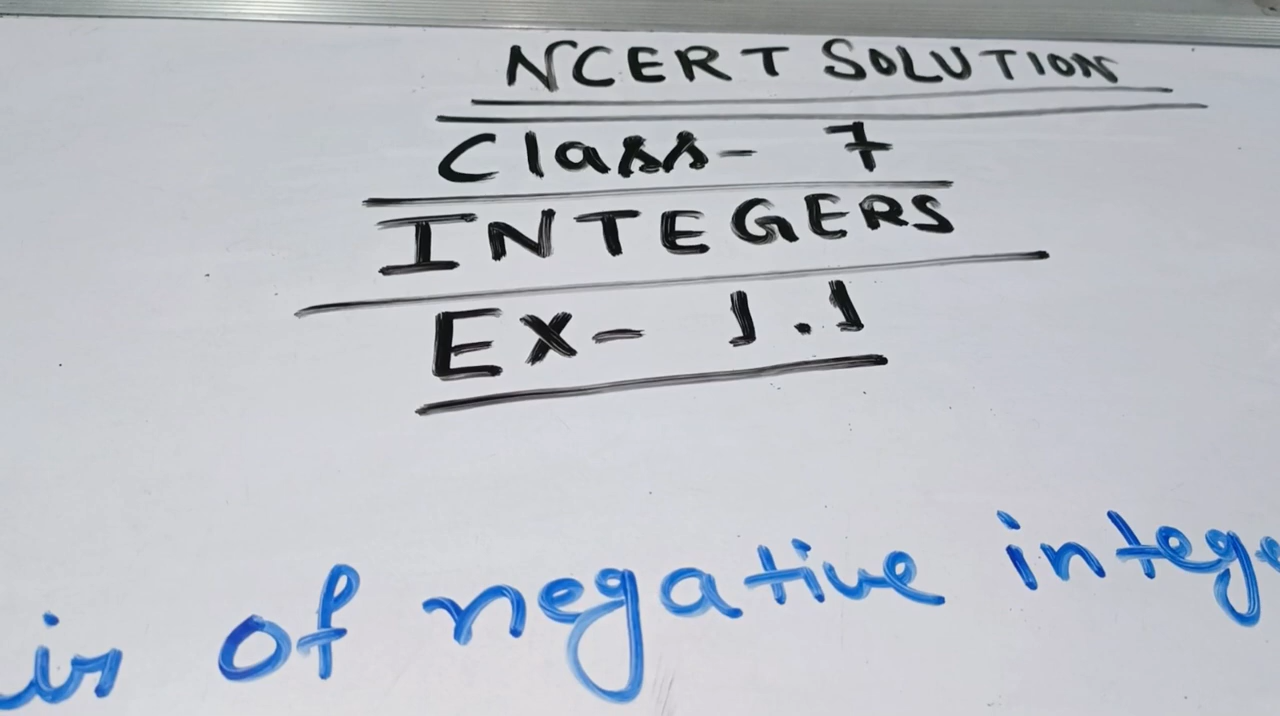 NCERT SOLUTION
Class- 7
INTEGERS
Ex- 1.1
of negative